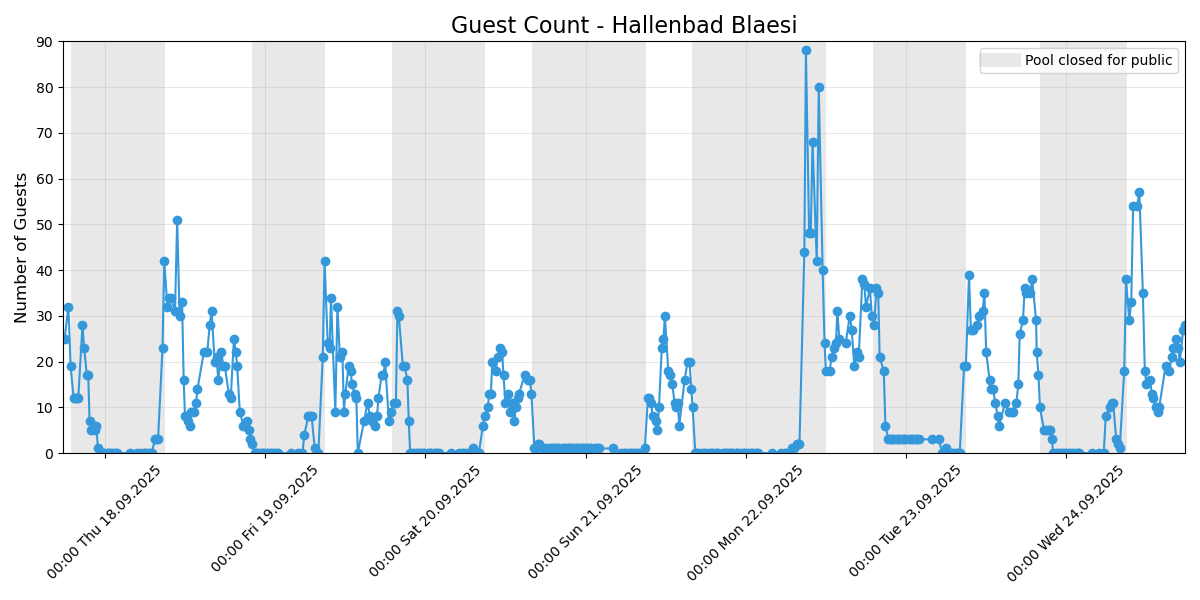 Guest Count - Hallenbad Blaesi
Pool closed for public
Number of Guests
90
80
70
60
50
40
30
20
10
0
00:00 Thu 18.09.2025
00:00 Fri 19.09.2025
00:00 Sat 20.09.2025
00:00 Sun 21.09.2025
00:00 Mon 22.09.2025
00:00 Tue 23.09.2025
00:00 Wed 24.09.2025